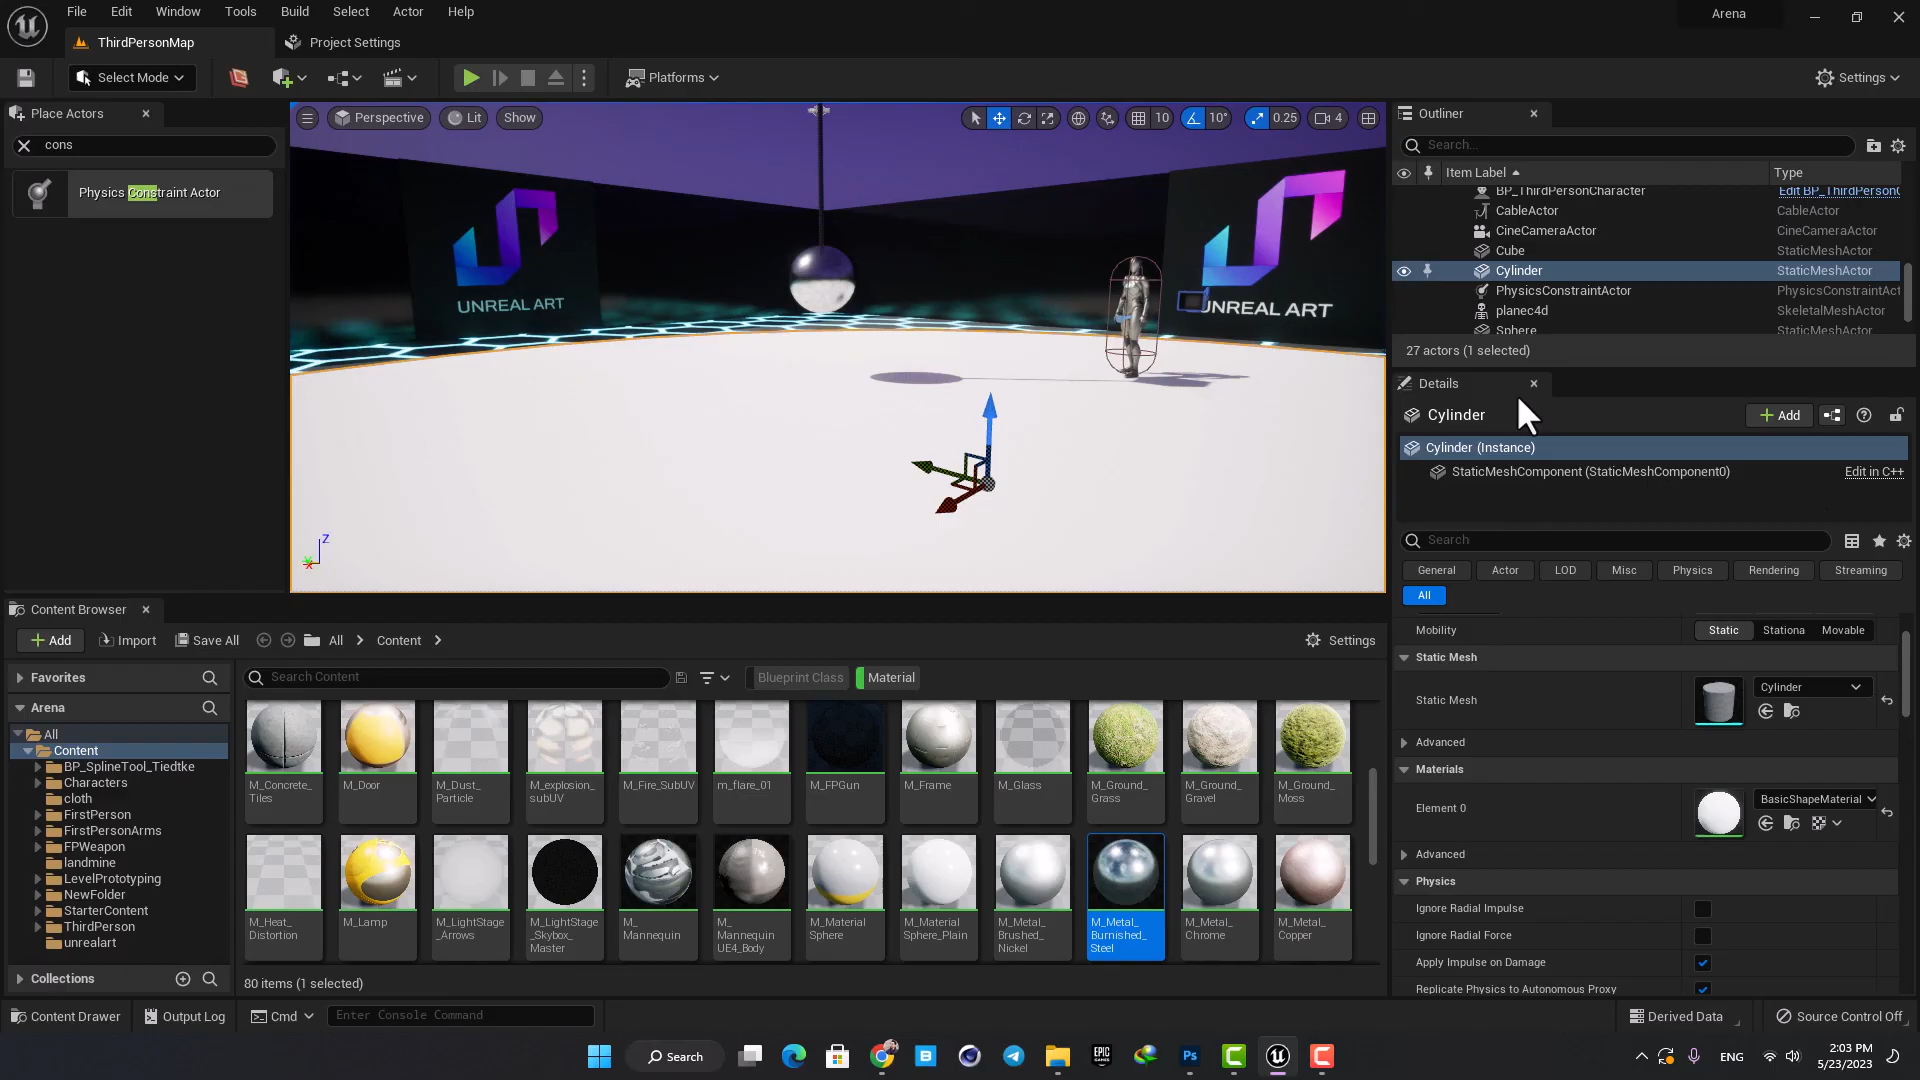 File Edit Window Tools Build Select Actor Help
Arena
ThirdPersonMap Project Settings
Select Mode Platforms Settings
Place Actors
cons
Physics Constraint Actor
Perspective Lit Show 10 10° 0.25 4
UNREAL ART
UNREAL ART
Z
Outliner
Search...
Item Label Type
BP_ThirdPersonCharacter Edit BP_ThirdPersonC
CableActor CableActor
CineCameraActor CineCameraActor
Cube StaticMeshActor
Cylinder StaticMeshActor
PhysicsConstraintActor PhysicsConstraintAct
planec4d SkeletalMeshActor
Sphere StaticMeshActor
27 actors (1 selected)
Details
Cylinder Add
Cylinder (Instance)
StaticMeshComponent (StaticMeshComponent0) Edit in C++
Search
General Actor LOD Misc Physics Rendering Streaming
All
Mobility Static Stationa Movable
Static Mesh
Static Mesh Cylinder
Advanced
Materials
Element 0 BasicShapeMaterial
Advanced
Physics
Ignore Radial Impulse
Ignore Radial Force
Apply Impulse on Damage
Replicate Physics to Autonomous Proxy
Content Browser
Add Import Save All All Content Settings
Favorites
Arena
All
Content
BP_SplineTool_Tiedtke
Characters
cloth
FirstPerson
FirstPersonArms
FPWeapon
landmine
LevelPrototyping
NewFolder
StarterContent
ThirdPerson
unrealart
Collections
Search Content Blueprint Class Material
M_Concrete_
Tiles
M_Door
M_Dust_
Particle
M_explosion_
subUV
M_Fire_SubUV
m_flare_01
M_FPGun
M_Frame
M_Glass
M_Ground_
Grass
M_Ground_
Gravel
M_Ground_
Moss
M_Heat_
Distortion
M_Lamp
M_LightStage
_Arrows
M_LightStage
_Skybox_
Master
M_
Mannequin
M_
Mannequin
UE4_Body
M_Material
Sphere
M_Material
Sphere_Plain
M_Metal_
Brushed_
Nickel
M_Metal_
Burnished_
Steel
M_Metal_
Chrome
M_Metal_
Copper
80 items (1 selected)
Content Drawer Output Log Cmd Enter Console Command Derived Data Source Control Off
Search EPIC GAMES Ps ENG 2:03 PM
5/23/2023